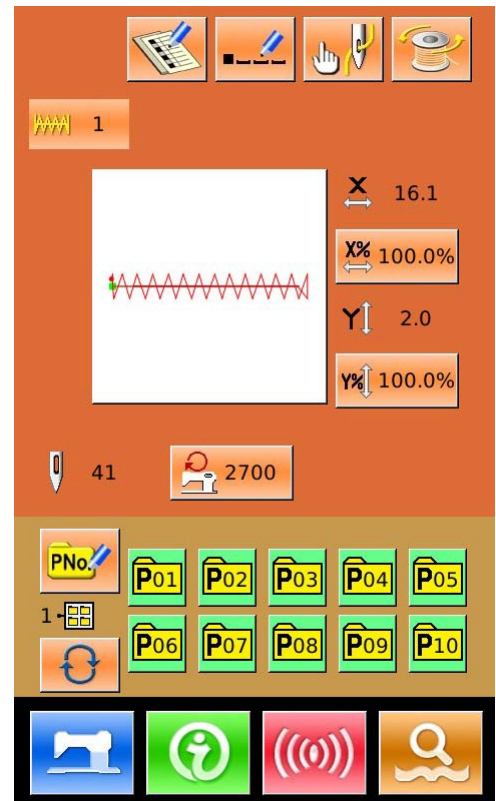 1
X 16.1
X% 100.0%
Y 2.0
Y% 100.0%
41 2700
PNo.
P01 P02 P03 P04 P05
1
P06 P07 P08 P09 P10